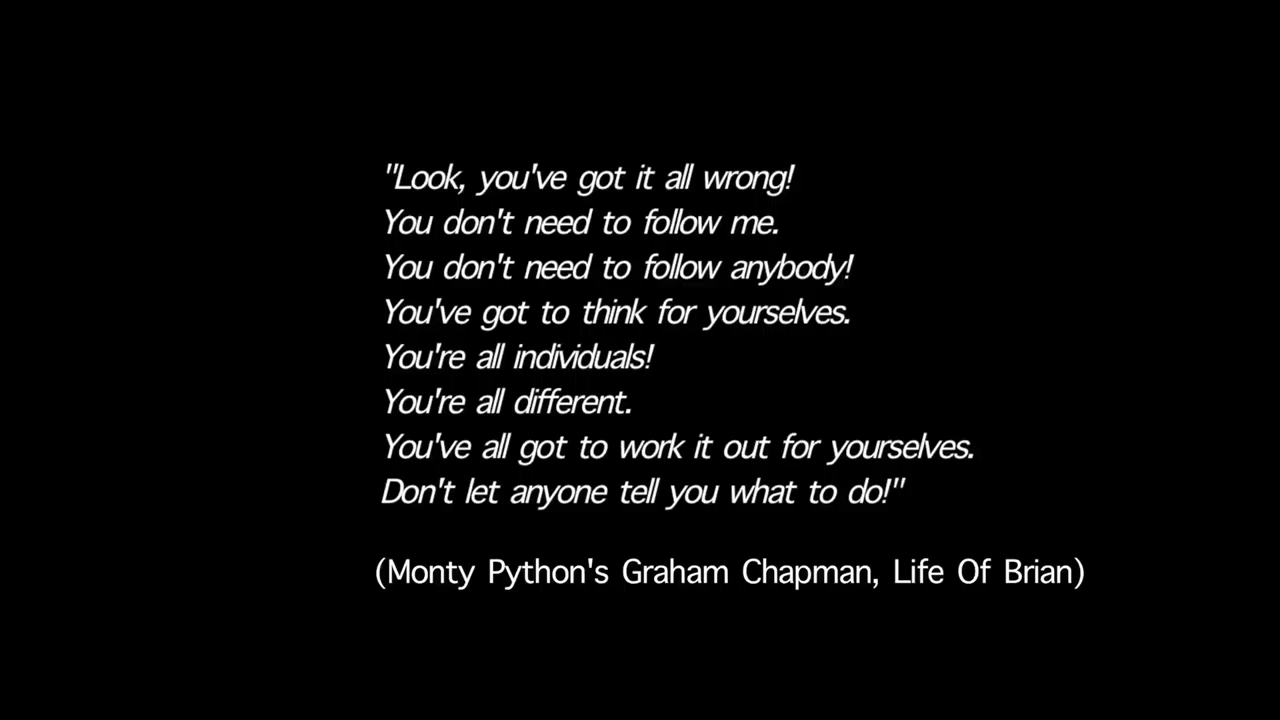 "Look, you've got it all wrong!
You don't need to follow me.
You don't need to follow anybody!
You've got to think for yourselves.
You're all individuals!
You're all different.
You've all got to work it out for yourselves.
Don't let anyone tell you what to do!"
(Monty Python's Graham Chapman, Life Of Brian)